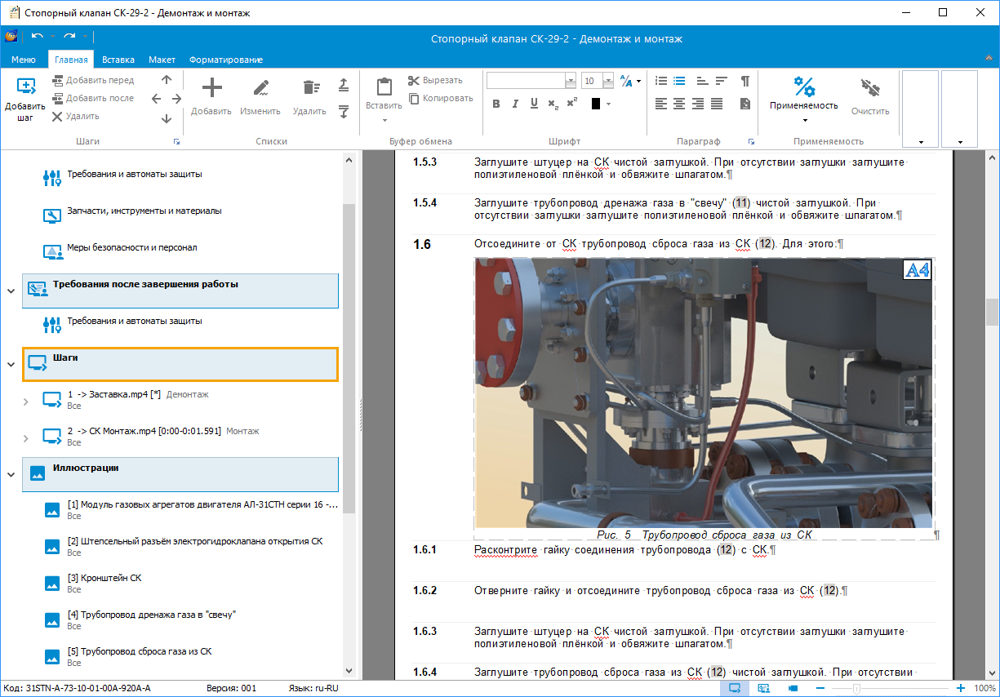 Стопорный клапан СК-29-2 - Демонтаж и монтаж
Стопорный клапан СК-29-2 - Демонтаж и монтаж
Меню Главная Вставка Макет Форматирование
Добавить шаг
Добавить перед
Добавить после
Удалить
Шаги
Добавить
Изменить
Удалить
Списки
Вставить
Вырезать
Копировать
Буфер обмена
10
B I U x₂ x²
Шрифт
Параграф
Применяемость
Очистить
Применяемость
Требования и автоматы защиты
Запчасти, инструменты и материалы
Меры безопасности и персонал
Требования после завершения работы
Требования и автоматы защиты
Шаги
1 -> Заставка.mp4 [*] Демонтаж
Все
2 -> СК Монтаж.mp4 [0:00-0:01.591] Монтаж
Все
Иллюстрации
[1] Модуль газовых агрегатов двигателя АЛ-31СТН серии 16 -...
Все
[2] Штепсельный разъём электрогидроклапана открытия СК
Все
[3] Кронштейн СК
Все
[4] Трубопровод дренажа газа в "свечу"
Все
[5] Трубопровод сброса газа из СК
Все
1.5.3 Заглушите штуцер на СК чистой заглушкой. При отсутствии заглушки заглушите
полиэтиленовой плёнкой и обвяжите шпагатом.¶
1.5.4 Заглушите трубопровод дренажа газа в "свечу" (11) чистой заглушкой. При
отсутствии заглушки заглушите полиэтиленовой плёнкой и обвяжите шпагатом.¶
1.6 Отсоедините от СК трубопровод сброса газа из СК (12). Для этого:¶
A4
Рис. 5 Трубопровод сброса газа из СК ¶
1.6.1 Расконтрите гайку соединения трубопровода (12) с СК.¶
1.6.2 Отверните гайку и отсоедините трубопровод сброса газа из СК (12).¶
1.6.3 Заглушите штуцер на СК чистой заглушкой. При отсутствии заглушки заглушите
полиэтиленовой плёнкой и обвяжите шпагатом.¶
1.6.4 Заглушите трубопровод сброса газа из СК (12) чистой заглушкой. При отсутствии
Код: 31STN-A-73-10-01-00A-920A-A Версия: 001 Язык: ru-RU 100%